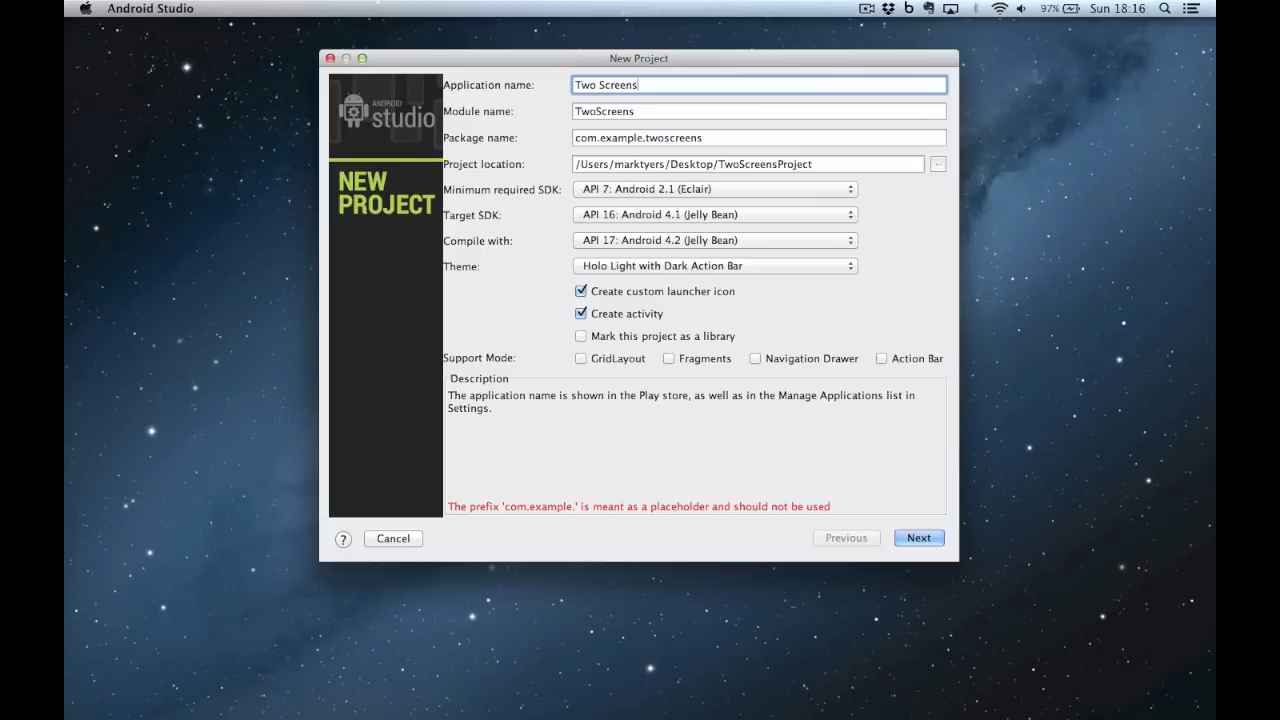 Android Studio
97%
Sun 18:16
New Project
ANDROID
studio
NEW
PROJECT
Application name: Two Screens
Module name: TwoScreens
Package name: com.example.twoscreens
Project location: /Users/marktyers/Desktop/TwoScreensProject ...
Minimum required SDK: API 7: Android 2.1 (Eclair)
Target SDK: API 16: Android 4.1 (Jelly Bean)
Compile with: API 17: Android 4.2 (Jelly Bean)
Theme: Holo Light with Dark Action Bar
Create custom launcher icon
Create activity
Mark this project as a library
Support Mode: GridLayout Fragments Navigation Drawer Action Bar
Description
The application name is shown in the Play store, as well as in the Manage Applications list in
Settings.
The prefix 'com.example.' is meant as a placeholder and should not be used
? Cancel Previous Next